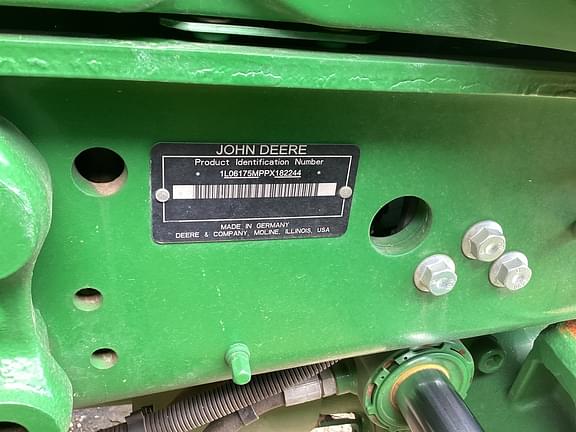 JOHN DEERE
Product Identification Number
1L06175MPPX182244
MADE IN GERMANY
DEERE & COMPANY, MOLINE, ILLINOIS, USA